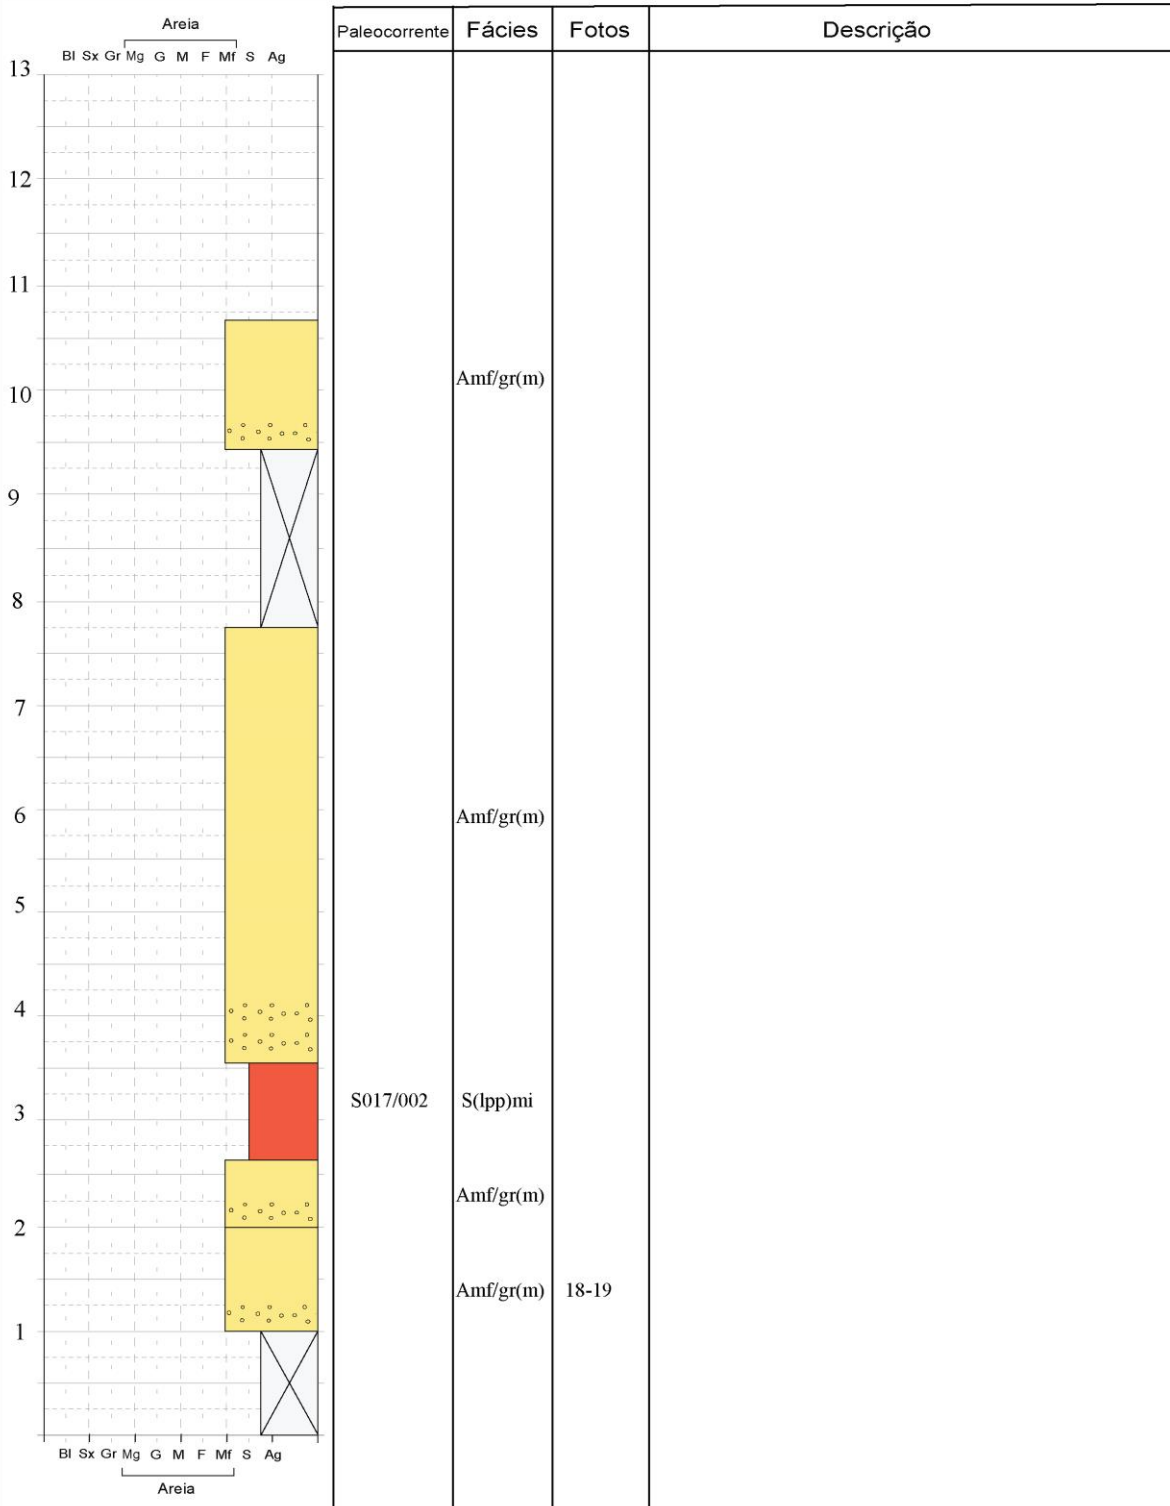 Areia
Bl Sx Gr Mg G M F Mf S Ag
Paleocorrente Fácies Fotos Descrição
13
12
11
10
Amf/gr(m)
9
8
7
6
Amf/gr(m)
5
4
3
S017/002 S(lpp)mi
Amf/gr(m)
2
Amf/gr(m) 18-19
1
Bl Sx Gr Mg G M F Mf S Ag
Areia